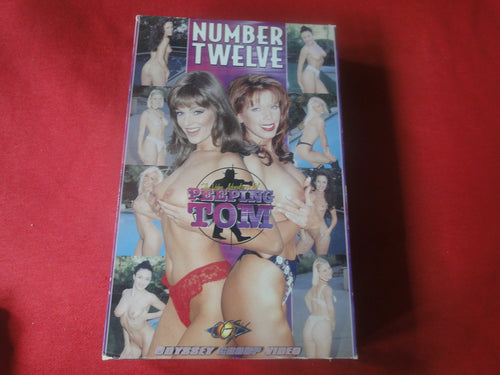 NUMBER
TWELVE
PEEPING
TOM
ODYSSEY GROUP VIDEO